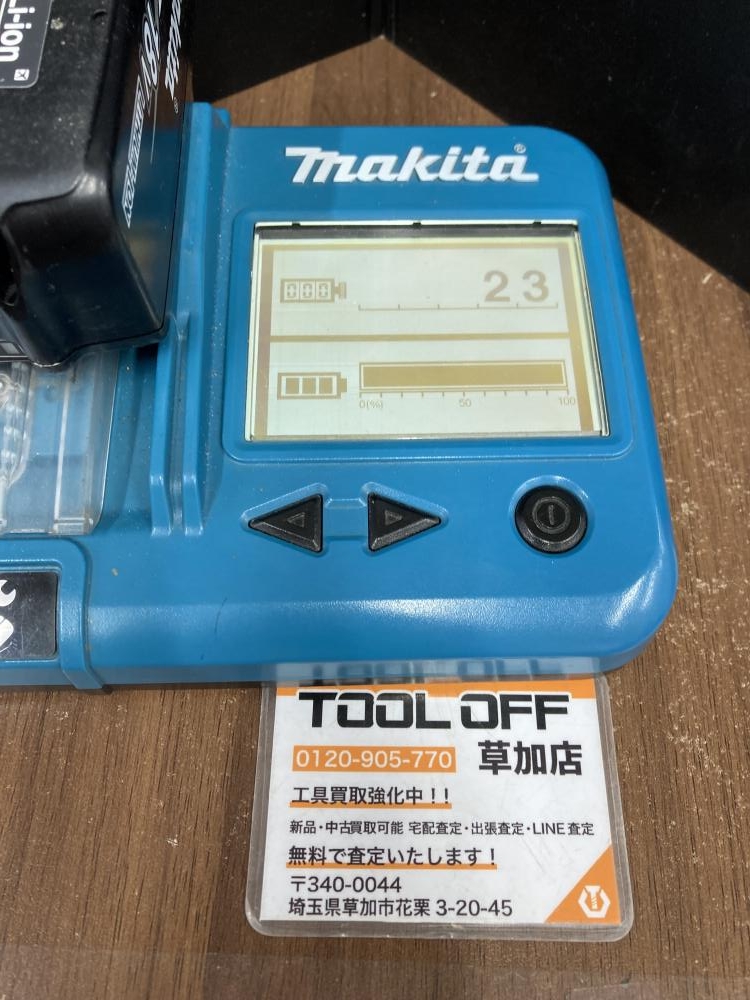 Li-ion
18V
makita
makita®
000
23
0(%) 50 100
TOOL OFF
0120-905-770 草加店
工具買取強化中!!
新品・中古買取可能 宅配査定・出張査定・LINE査定
無料で査定いたします!
〒340-0044
埼玉県草加市花栗 3-20-45